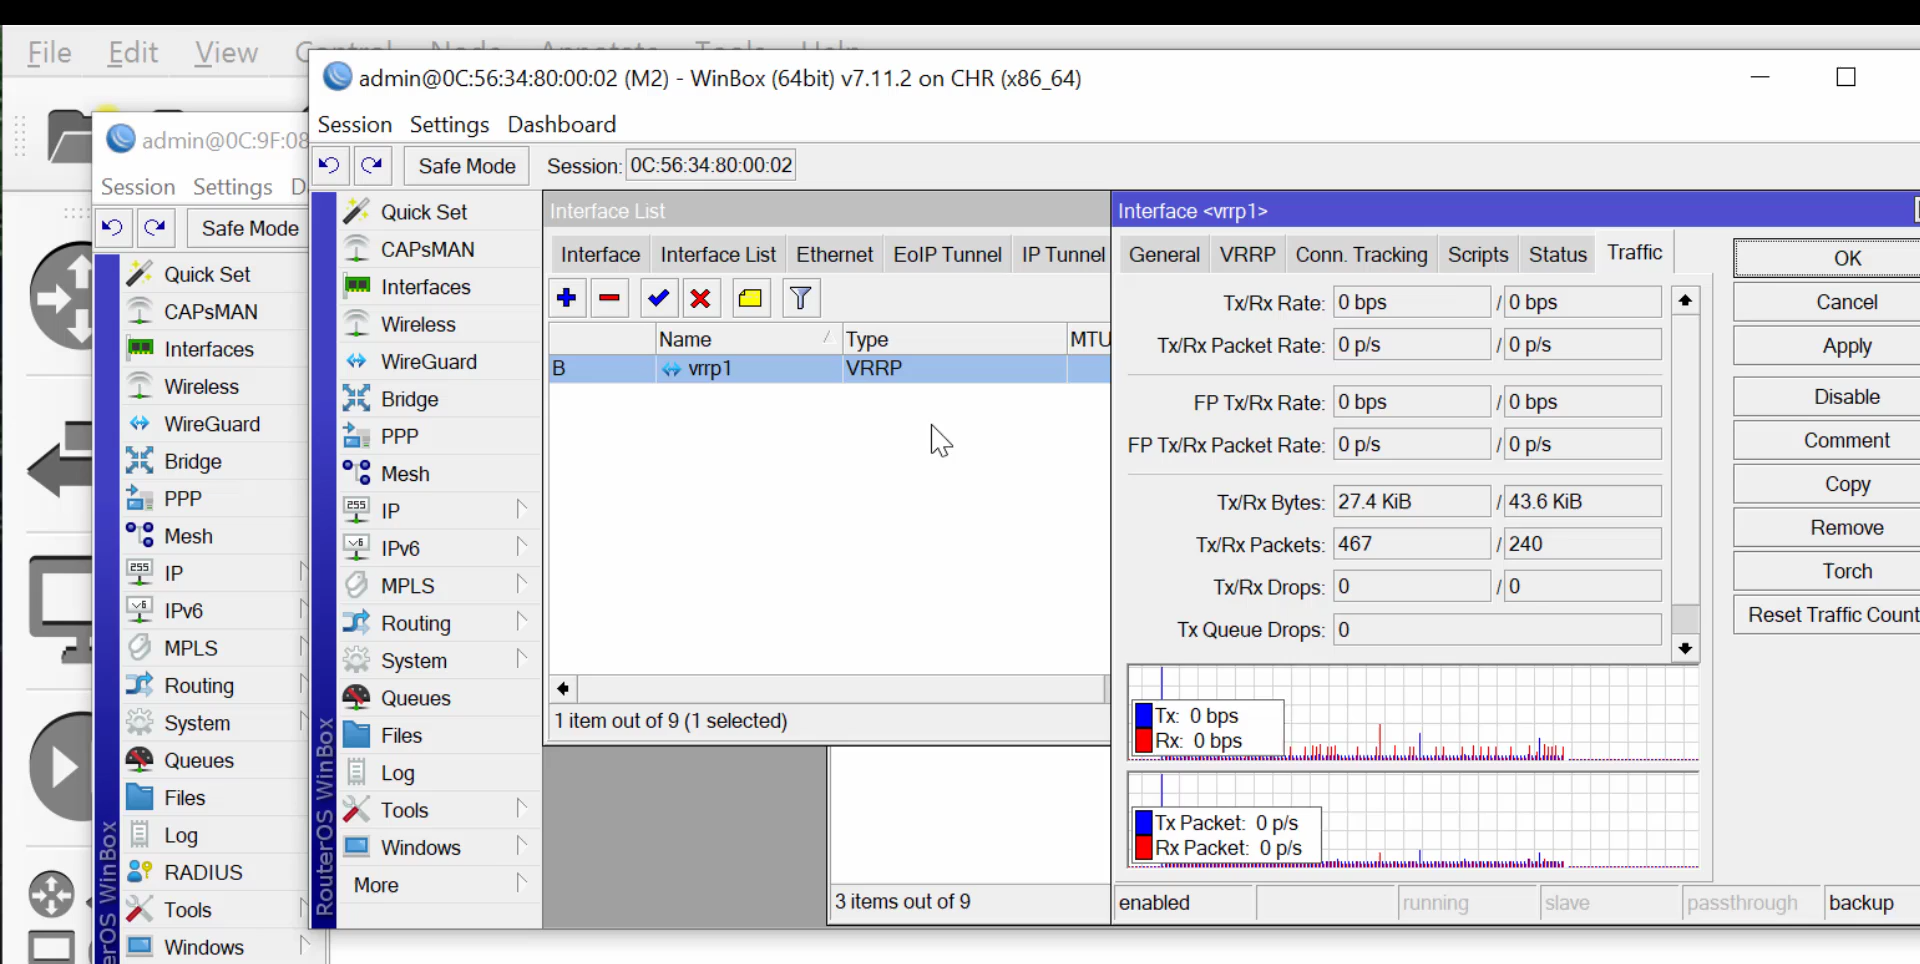 File Edit View
admin@0C:9F:08
Session Settings D
Safe Mode
Quick Set
CAPsMAN
Interfaces
Wireless
WireGuard
Bridge
PPP
Mesh
IP
IPv6
MPLS
Routing
System
Queues
Files
Log
RADIUS
Tools
Windows
erOS WinBox
admin@0C:56:34:80:00:02 (M2) - WinBox (64bit) v7.11.2 on CHR (x86_64)
Session Settings Dashboard
Safe Mode Session: 0C:56:34:80:00:02
Quick Set
CAPsMAN
Interfaces
Wireless
WireGuard
Bridge
PPP
Mesh
IP
IPv6
MPLS
Routing
System
Queues
Files
Log
Tools
Windows
More
RouterOS WinBox
Interface List
Interface Interface List Ethernet EoIP Tunnel IP Tunnel
Name Type MTU
B vrrp1 VRRP
1 item out of 9 (1 selected)
3 items out of 9
Interface <vrrp1>
General VRRP Conn. Tracking Scripts Status Traffic
Tx/Rx Rate: 0 bps / 0 bps
Tx/Rx Packet Rate: 0 p/s / 0 p/s
FP Tx/Rx Rate: 0 bps / 0 bps
FP Tx/Rx Packet Rate: 0 p/s / 0 p/s
Tx/Rx Bytes: 27.4 KiB / 43.6 KiB
Tx/Rx Packets: 467 / 240
Tx/Rx Drops: 0 / 0
Tx Queue Drops: 0
Tx: 0 bps
Rx: 0 bps
Tx Packet: 0 p/s
Rx Packet: 0 p/s
enabled running slave passthrough backup
OK
Cancel
Apply
Disable
Comment
Copy
Remove
Torch
Reset Traffic Count